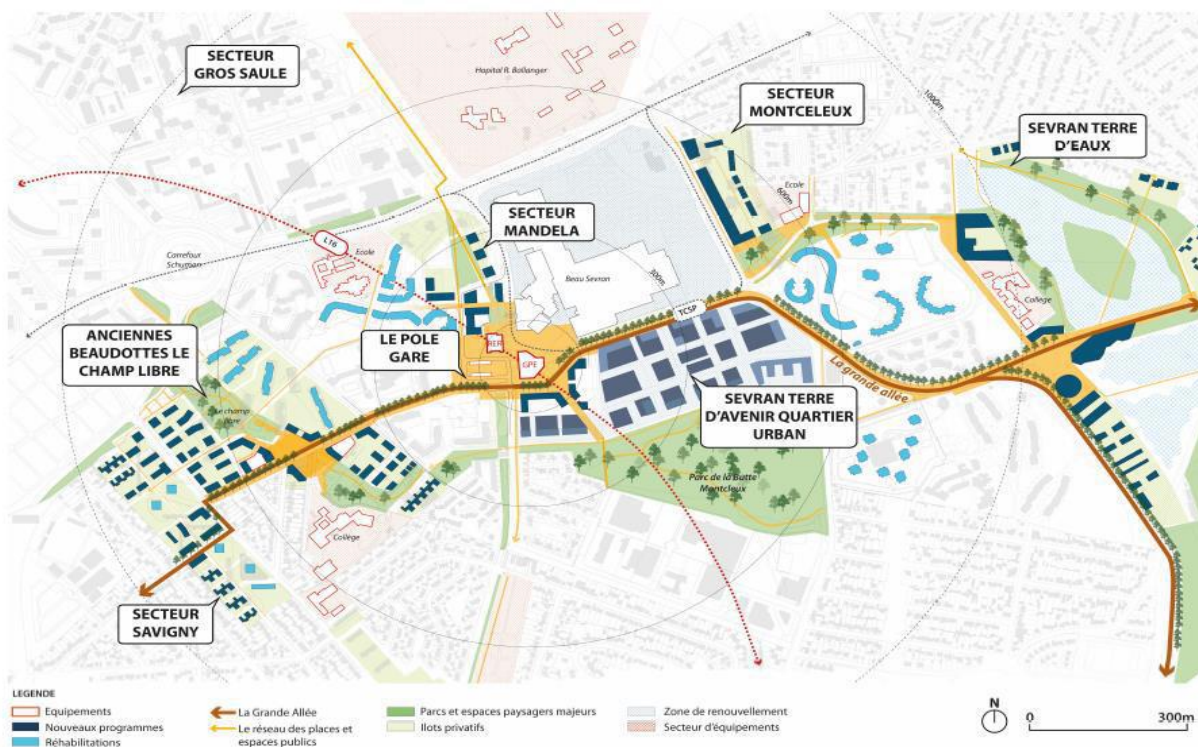 SECTEUR
GROS SAULE
Hopital R. Ballanger
SECTEUR
MONTCELEUX
1000m
SEVRAN TERRE
D'EAUX
Ecole
600m
SECTEUR
MANDELA
L16
Ecole
Carrefour
Schuman
Beau Sevran
300m
Collège
ANCIENNES
BEAUDOTTES LE
CHAMP LIBRE
LE POLE
GARE
RER
GPE
TCSP
La grande allée
SEVRAN TERRE
D'AVENIR QUARTIER
URBAN
Le champ
libre
Parc de la Butte
Montceleux
Collège
SECTEUR
SAVIGNY
LEGENDE
Equipements
Nouveaux programmes
Réhabilitations
La Grande Allée
Le réseau des places et
espaces publics
Parcs et espaces paysagers majeurs
Ilots privatifs
Zone de renouvellement
Secteur d'équipements
N
0
300m